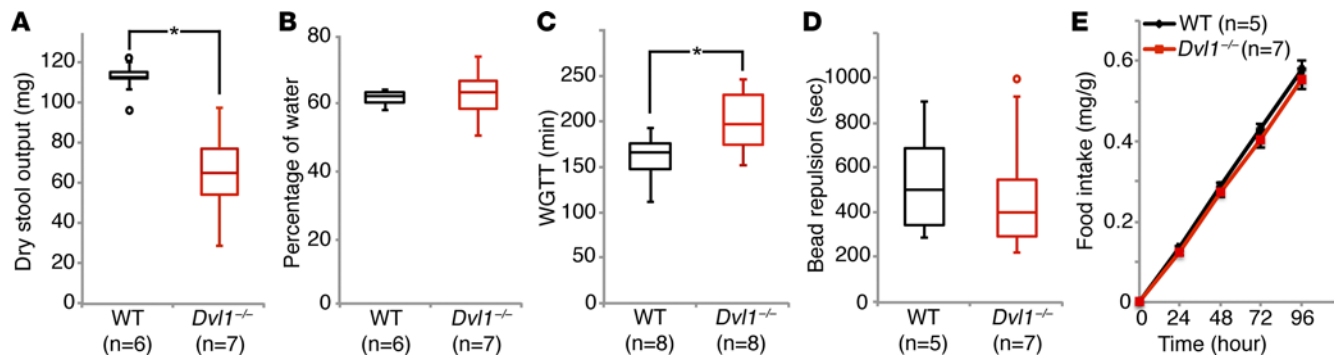 A
Dry stool output (mg)
120
100
80
60
40
20
0
*
WT
(n=6)
Dvl1⁻/⁻
(n=7)
B
Percentage of water
80
60
40
20
0
WT
(n=6)
Dvl1⁻/⁻
(n=7)
C
WGTT (min)
250
200
150
100
50
0
*
WT
(n=8)
Dvl1⁻/⁻
(n=8)
D
Bead repulsion (sec)
1000
800
600
400
200
0
WT
(n=5)
Dvl1⁻/⁻
(n=7)
E
WT (n=5)
Dvl1⁻/⁻ (n=7)
Food intake (mg/g)
0.6
0.4
0.2
0
0 24 48 72 96
Time (hour)